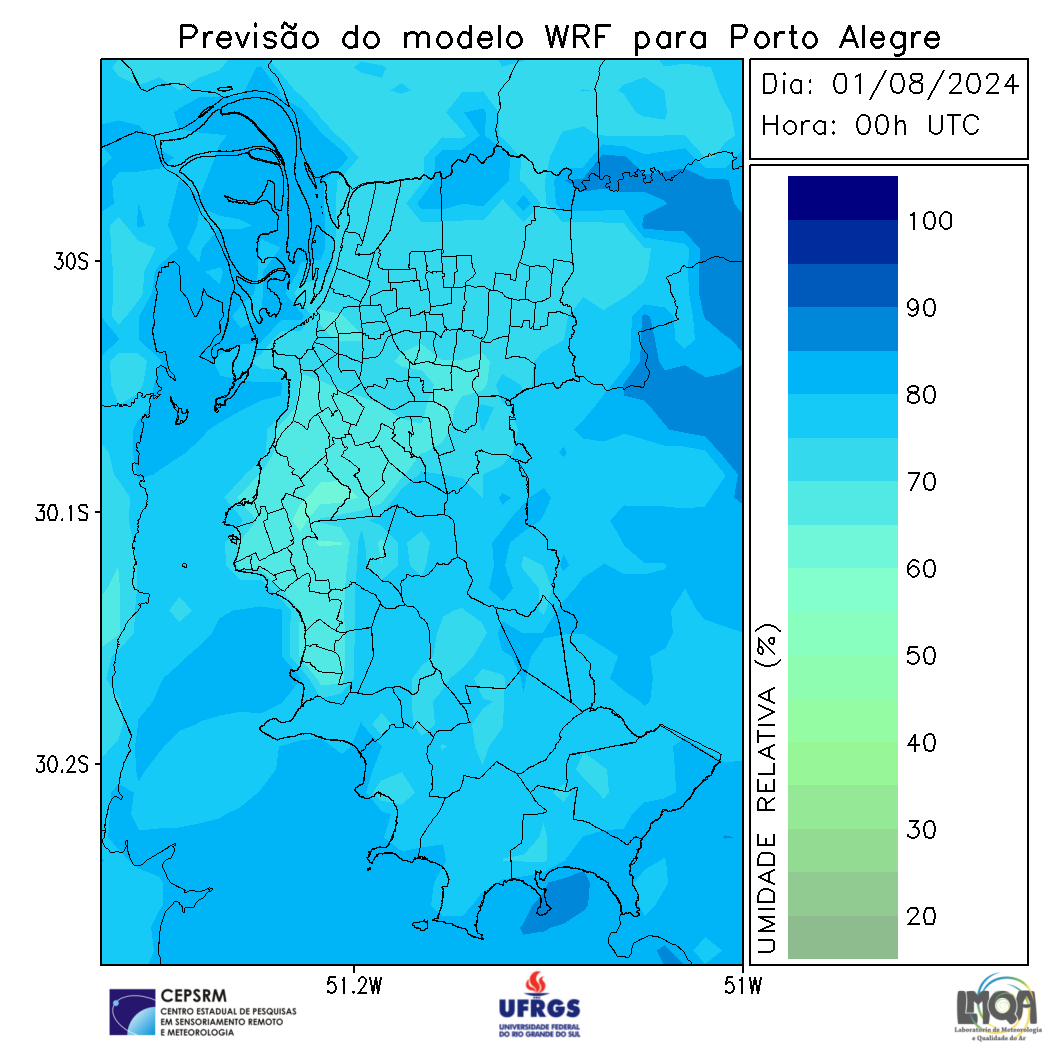 Previsão do modelo WRF para Porto Alegre
Dia: 01/08/2024
Hora: 00h UTC
30S
30.1S
30.2S
51.2W
51W
UMIDADE RELATIVA (%)
100
90
80
70
60
50
40
30
20
CEPSRM
CENTRO ESTADUAL DE PESQUISAS
EM SENSORIAMENTO REMOTO
E METEOROLOGIA
UFRGS
UNIVERSIDADE FEDERAL
DO RIO GRANDE DO SUL
LMQA
Laboratório de Meteorologia
e Qualidade do Ar